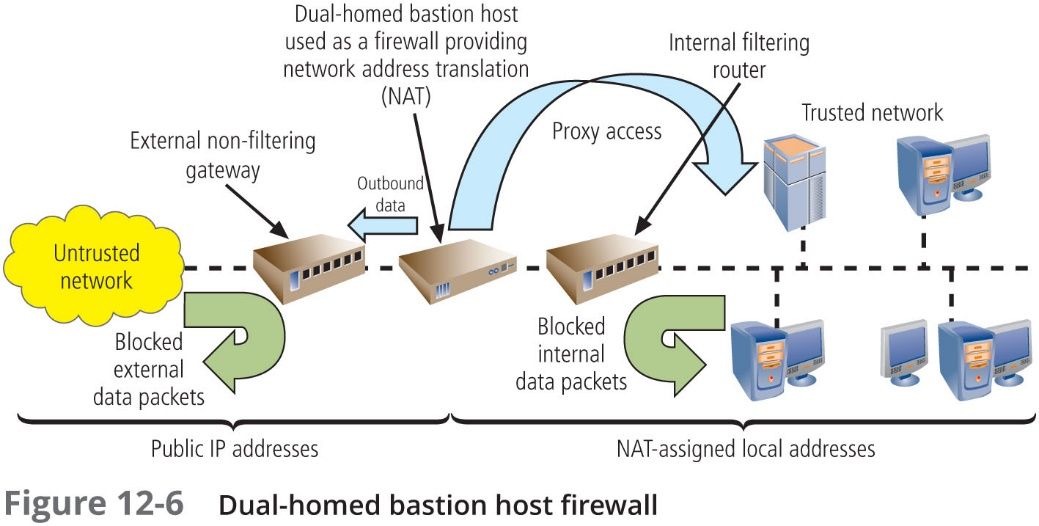 Dual-homed bastion host
used as a firewall providing
network address translation
(NAT)
Internal filtering
router
Trusted network
Proxy access
External non-filtering
gateway
Outbound
data
Untrusted
network
Blocked
external
data packets
Blocked
internal
data packets
Public IP addresses
NAT-assigned local addresses
Figure 12-6 Dual-homed bastion host firewall